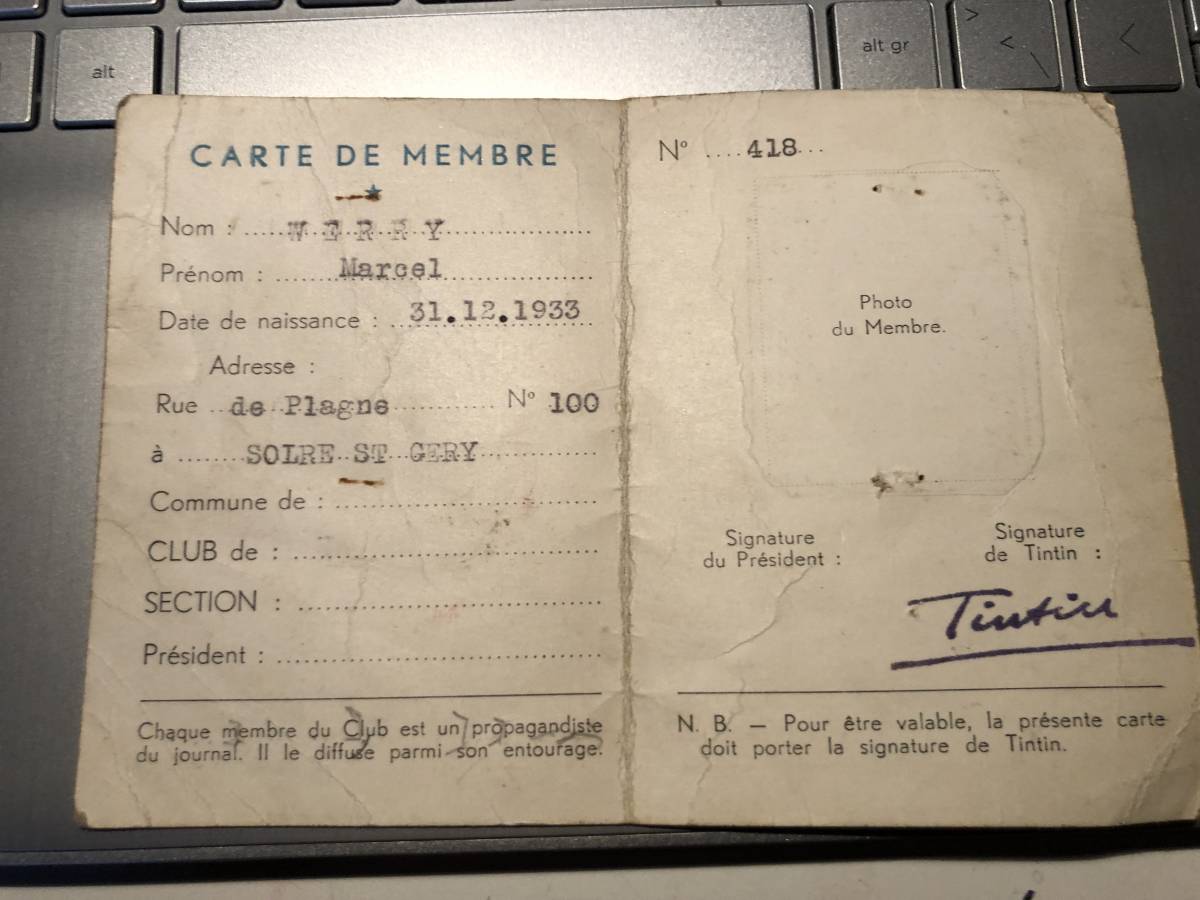 alt
alt gr
>
< \
<
CARTE DE MEMBRE
Nom : W E R R Y
Prénom : Marcel
Date de naissance : 31.12.1933
Adresse :
Rue de Plagne N° 100
à SOLRE ST GERY
Commune de :
CLUB de :
SECTION :
Président :
Chaque membre du Club est un propagandiste
du journal. Il le diffuse parmi son entourage.
N° 418
Photo
du Membre.
Signature
du Président :
Signature
de Tintin :
Tintin
N. B. — Pour être valable, la présente carte
doit porter la signature de Tintin.